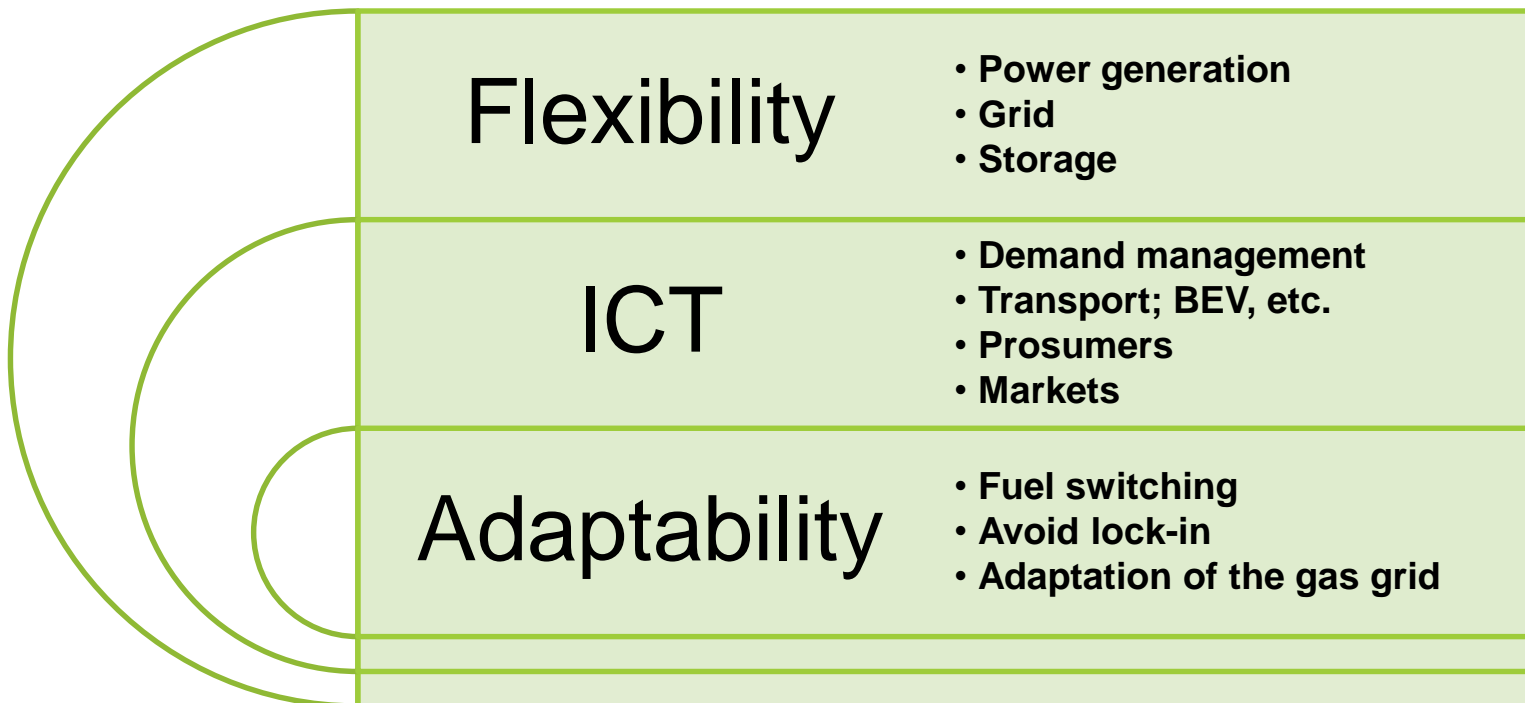 Flexibility
• Power generation
• Grid
• Storage
ICT
• Demand management
• Transport; BEV, etc.
• Prosumers
• Markets
Adaptability
• Fuel switching
• Avoid lock-in
• Adaptation of the gas grid